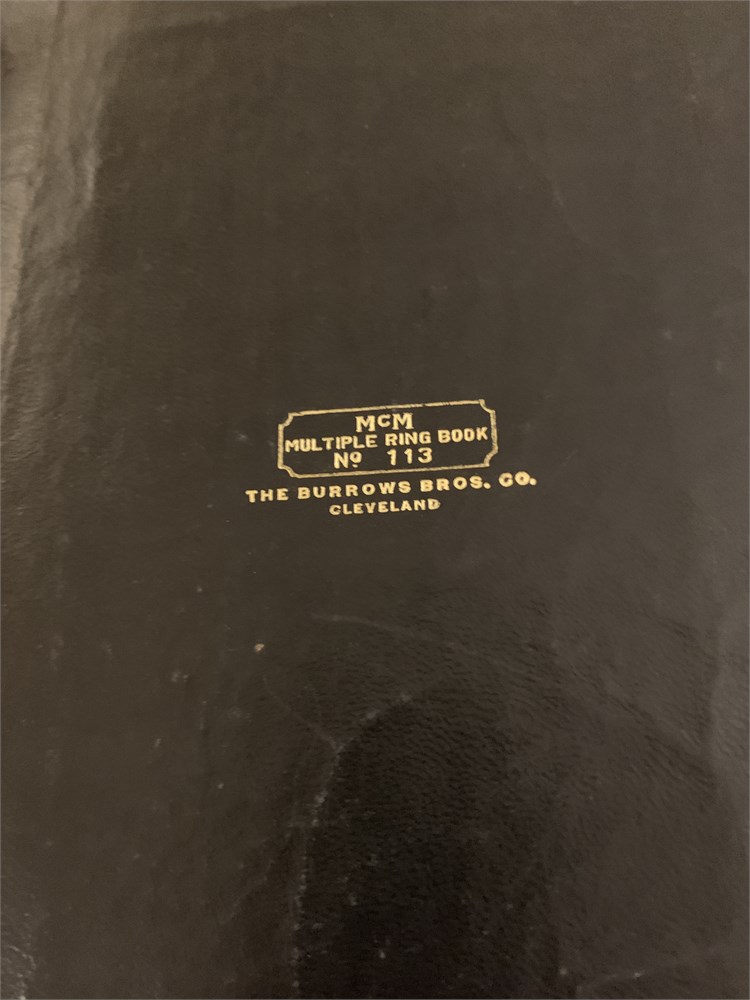 McM
MULTIPLE RING BOOK
Nº 113
THE BURROWS BROS. CO.
CLEVELAND